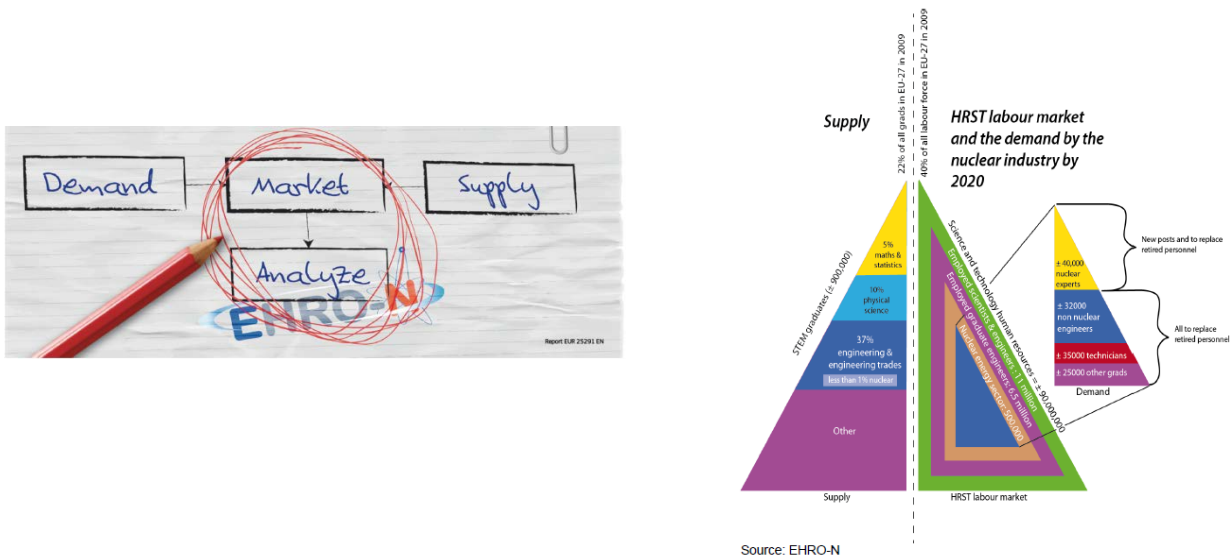 Demand
Market
Supply
Analyze
EHRO-N
Report EUR 25291 EN
Supply
22% of all grads in EU-27 in 2009
40% of all labour force in EU-27 in 2009
HRST labour market
and the demand by the
nuclear industry by
2020
STEM graduates (± 900,000)
5%
maths &
statistics
10%
physical
science
37%
engineering &
engineering trades
less than 1% nuclear
Other
Supply
Science and technology human resources = ± 90,000,000
Employed scientists & engineers : 11 million
Employed graduate engineers: 6.5 million
Nuclear energy sector: 500,000
HRST labour market
± 40,000
nuclear
experts
± 32000
non nuclear
engineers
± 35000 technicians
± 25000 other grads
Demand
New posts and to replace
retired personnel
All to replace
retired personnel
Source: EHRO-N